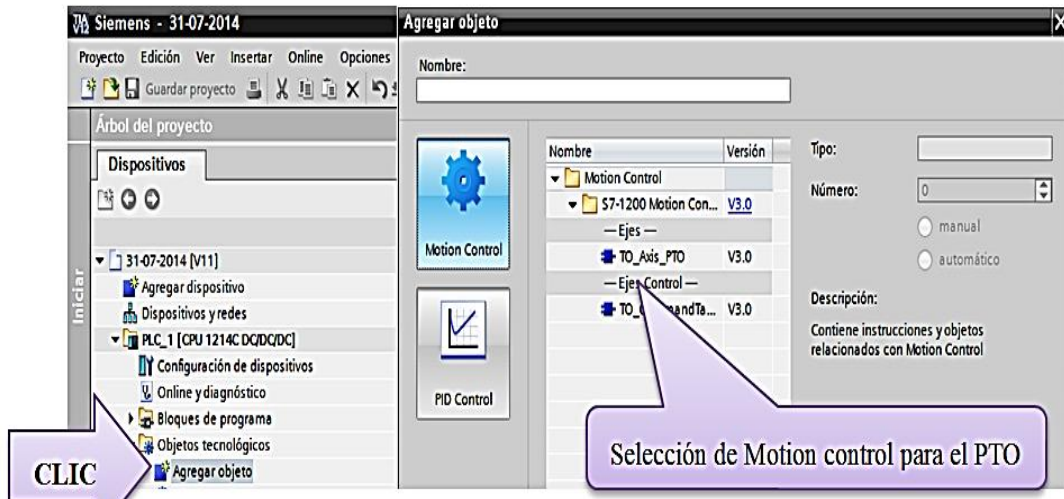 Siemens - 31-07-2014
Proyecto Edición Ver Insertar Online Opciones
Guardar proyecto
Árbol del proyecto
Dispositivos
Iniciar
31-07-2014 [V11]
Agregar dispositivo
Dispositivos y redes
PLC_1 [CPU 1214C DC/DC/DC]
Configuración de dispositivos
Online y diagnóstico
Bloques de programa
Objetos tecnológicos
Agregar objeto
CLIC
Agregar objeto
Nombre:
Motion Control
PID Control
Nombre Versión
Motion Control
S7-1200 Motion Con... V3.0
Ejes
TO_Axis_PTO V3.0
Ejes Control
V3.0
Tipo:
Número: 0
manual
automático
Descripción:
Contiene instrucciones y objetos
relacionados con Motion Control
Selección de Motion control para el PTO